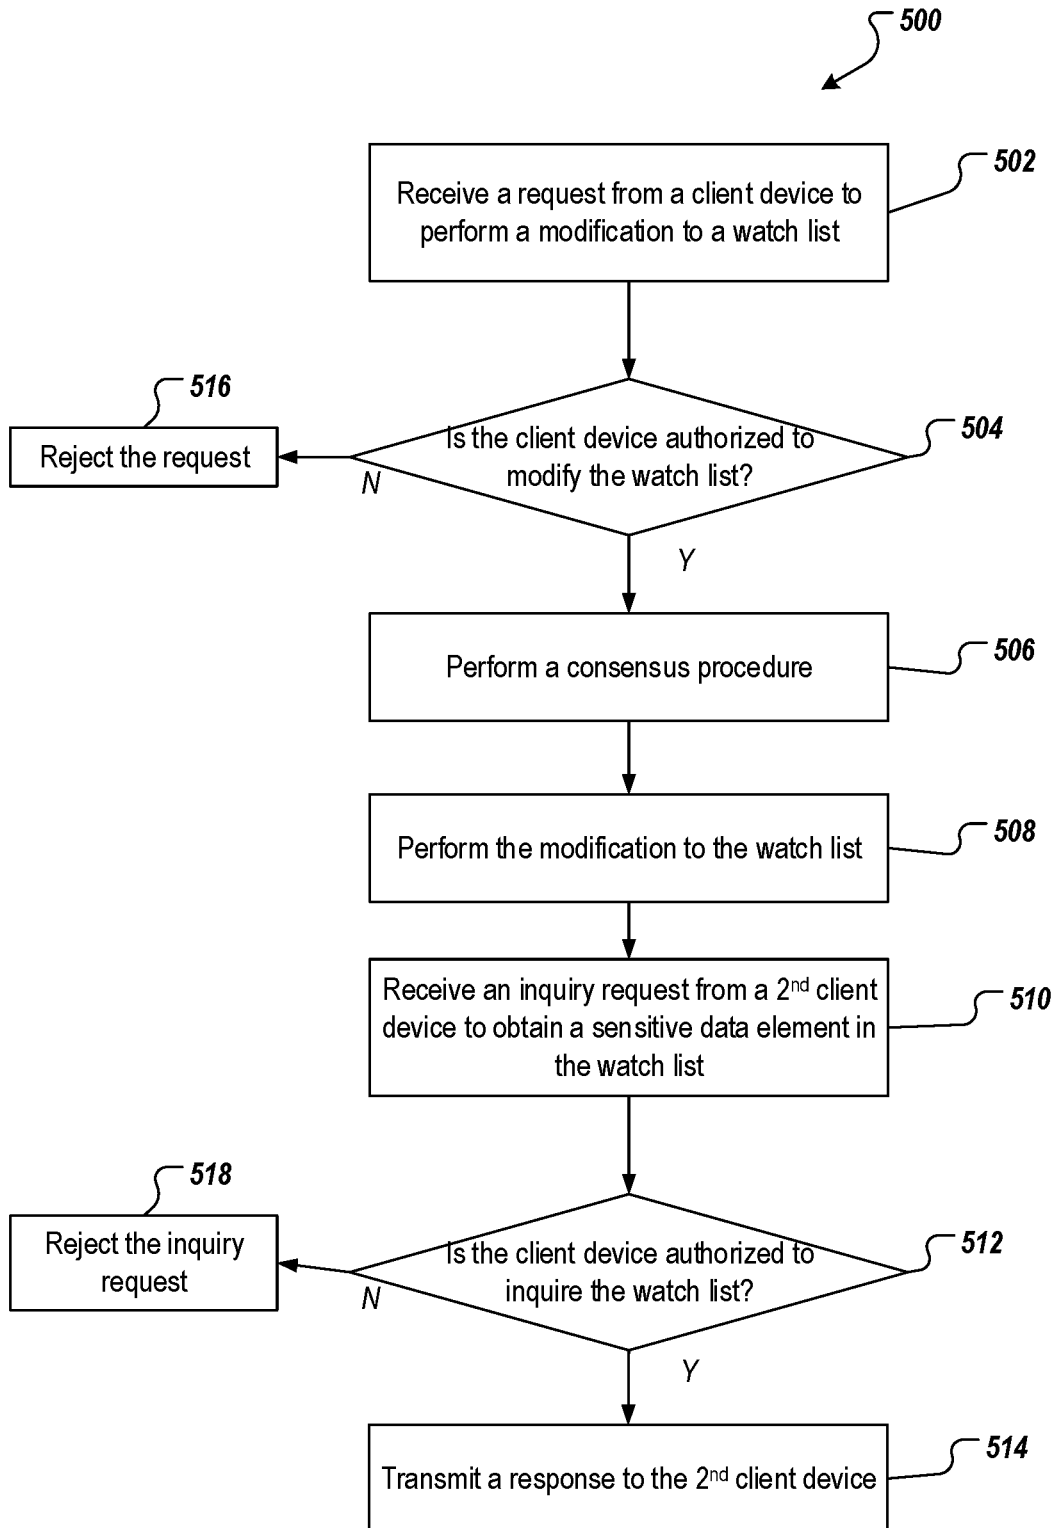 500
502
Receive a request from a client device to
perform a modification to a watch list
516
504
Is the client device authorized to
modify the watch list?
Reject the request
N
Y
506
Perform a consensus procedure
508
Perform the modification to the watch list
510
Receive an inquiry request from a 2nd client
device to obtain a sensitive data element in
the watch list
518
512
Is the client device authorized to
inquire the watch list?
Reject the inquiry
request
N
Y
514
Transmit a response to the 2nd client device